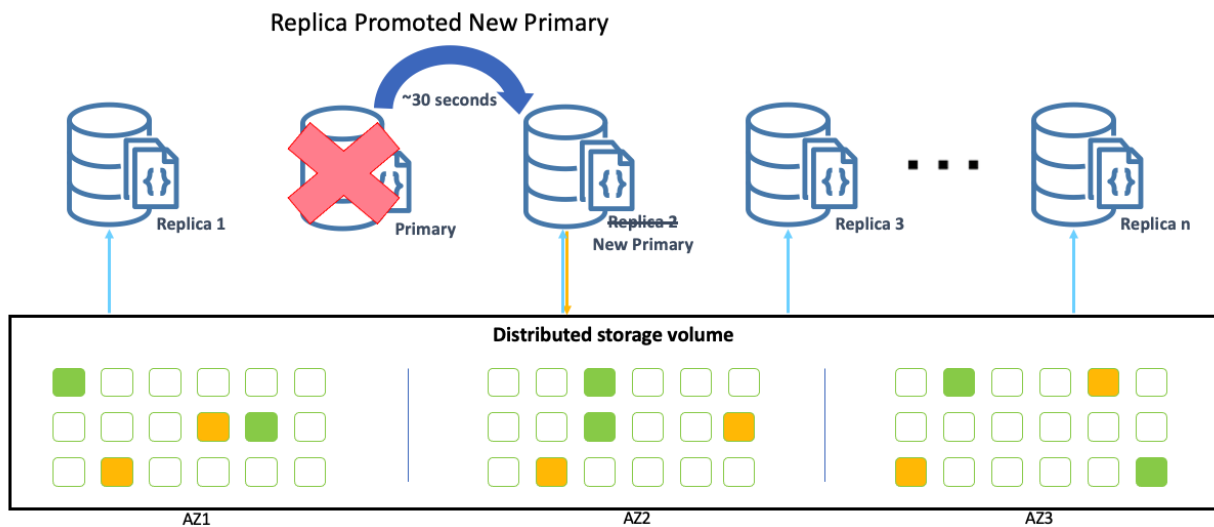 Replica Promoted New Primary
~30 seconds
{ }
{ }
{ }
{ }
{ }
Replica 1
Primary
Replica 2
New Primary
Replica 3
Replica n
Distributed storage volume
AZ1
AZ2
AZ3